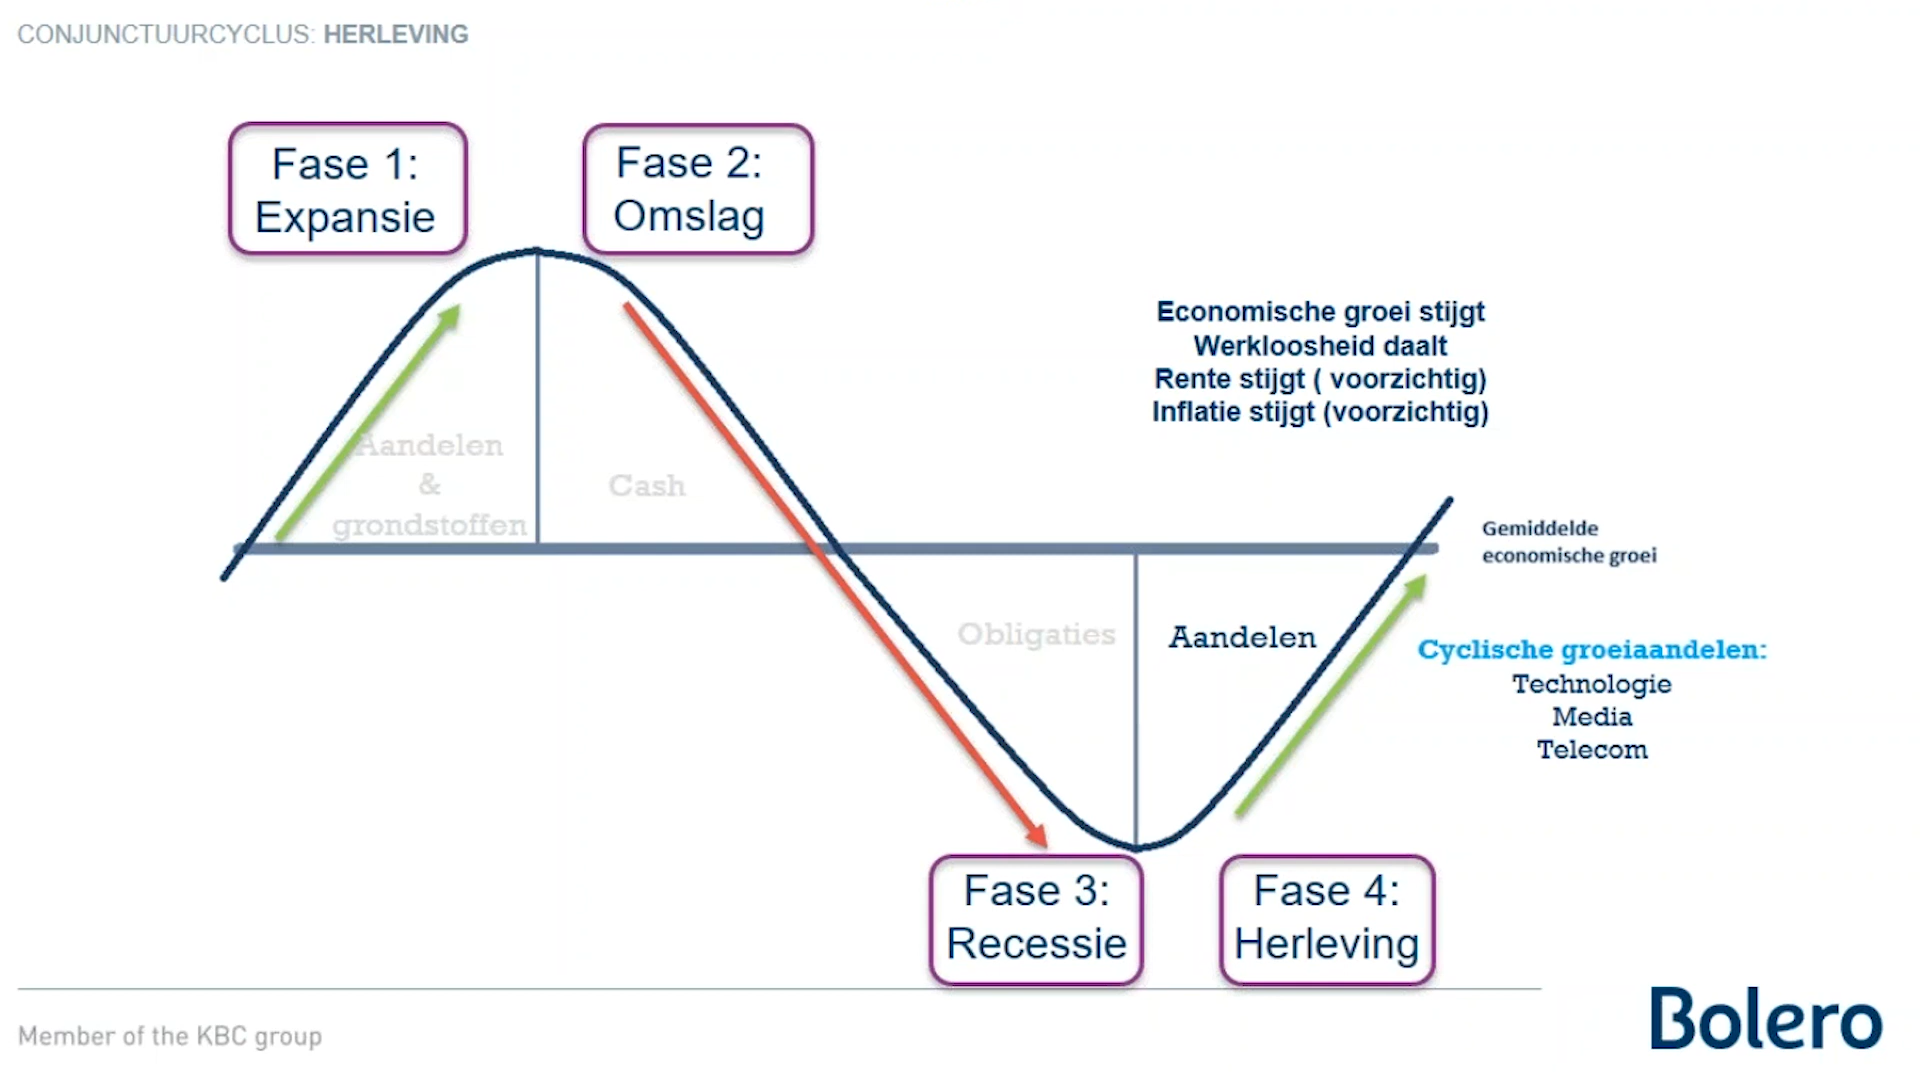 CONJUNCTUURCYCLUS: HERLEVING
Fase 1:
Expansie
Fase 2:
Omslag
Economische groei stijgt
Werkloosheid daalt
Rente stijgt ( voorzichtig)
Inflatie stijgt (voorzichtig)
Aandelen
&
grondstoffen
Cash
Gemiddelde
economische groei
Obligaties
Aandelen
Cyclische groeiaandelen:
Technologie
Media
Telecom
Fase 3:
Recessie
Fase 4:
Herleving
Member of the KBC group
Bolero